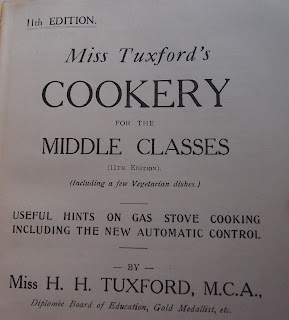 11th EDITION.
Miss Tuxford's
COOKERY
FOR THE
MIDDLE CLASSES
(11TH EDITION).
(Including a few Vegetarian dishes.)
USEFUL HINTS ON GAS STOVE COOKING
INCLUDING THE NEW AUTOMATIC CONTROL
— BY —
Miss H. H. TUXFORD, M.C.A.,
Diplomée Board of Education, Gold Medallist, etc.